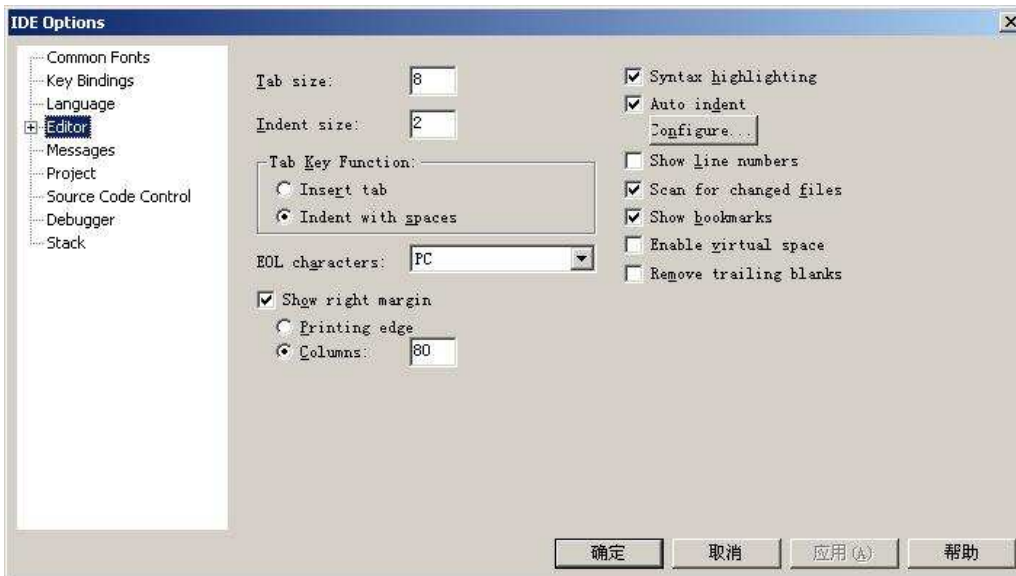 IDE Options
Common Fonts
Key Bindings
Language
Editor
Messages
Project
Source Code Control
Debugger
Stack
Tab size: 8
Indent size: 2
Tab Key Function:
Insert tab
Indent with spaces
EOL characters: PC
Show right margin
Printing edge
Columns: 80
Syntax highlighting
Auto indent
Configure...
Show line numbers
Scan for changed files
Show bookmarks
Enable virtual space
Remove trailing blanks
确定
取消
应用(A)
帮助